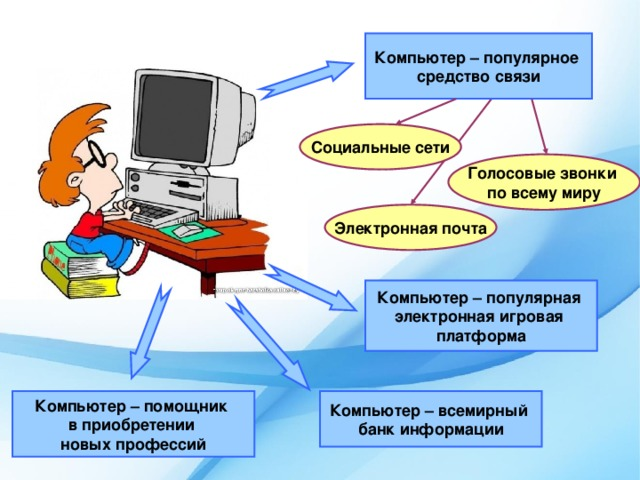 Компьютер – популярное
средство связи
Социальные сети
Голосовые звонки
по всему миру
Электронная почта
Компьютер – популярная
электронная игровая
платформа
Компьютер – помощник
в приобретении
новых профессий
Компьютер – всемирный
банк информации